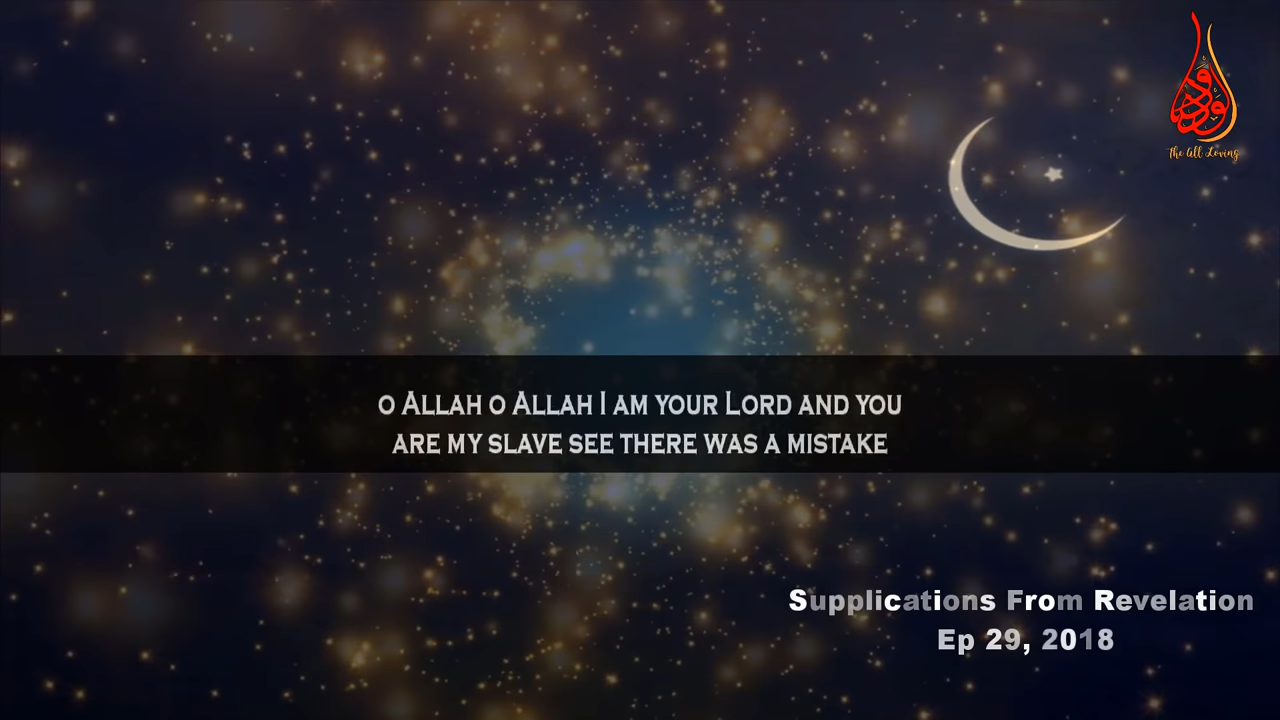 الودود
The All Loving
O ALLAH O ALLAH I AM YOUR LORD AND YOU
ARE MY SLAVE SEE THERE WAS A MISTAKE
Supplications From Revelation
Ep 29, 2018